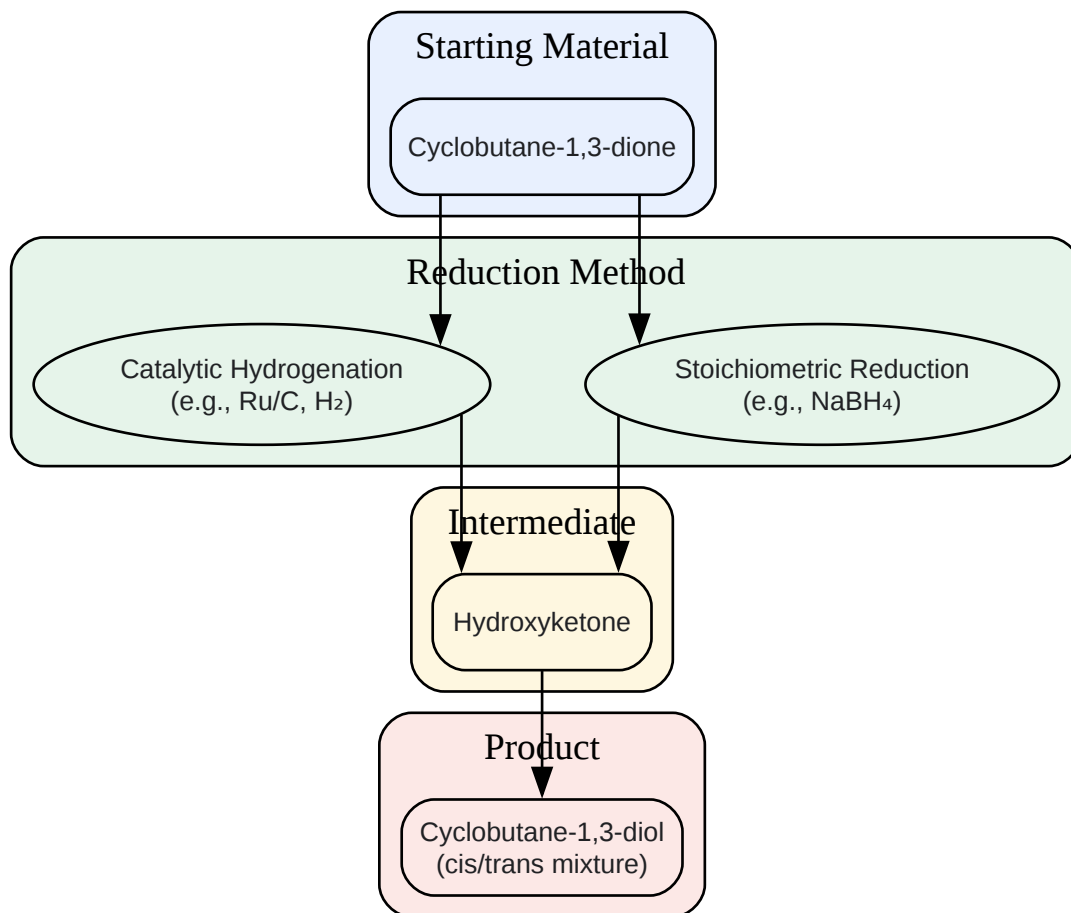 Starting Material
Cyclobutane-1,3-dione
Reduction Method
Catalytic Hydrogenation
(e.g., Ru/C, H₂)
Stoichiometric Reduction
(e.g., NaBH₄)
Intermediate
Hydroxyketone
Product
Cyclobutane-1,3-diol
(cis/trans mixture)